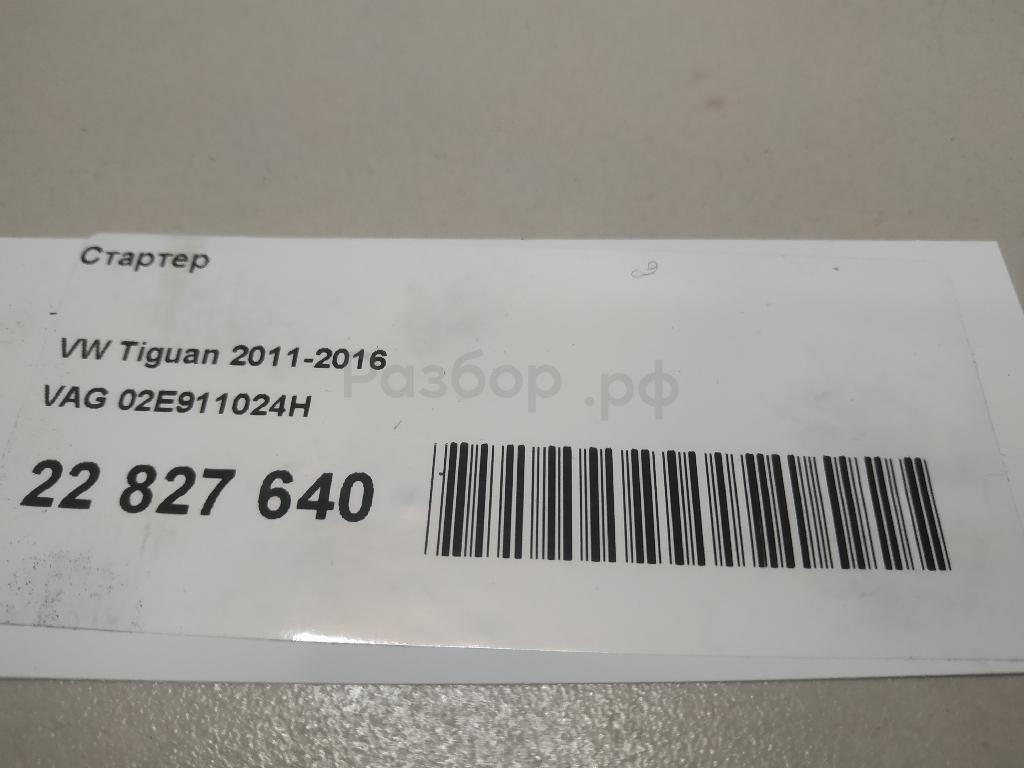 Стартер
VW Tiguan 2011-2016
Разбор.рф
VAG 02E911024H
22 827 640